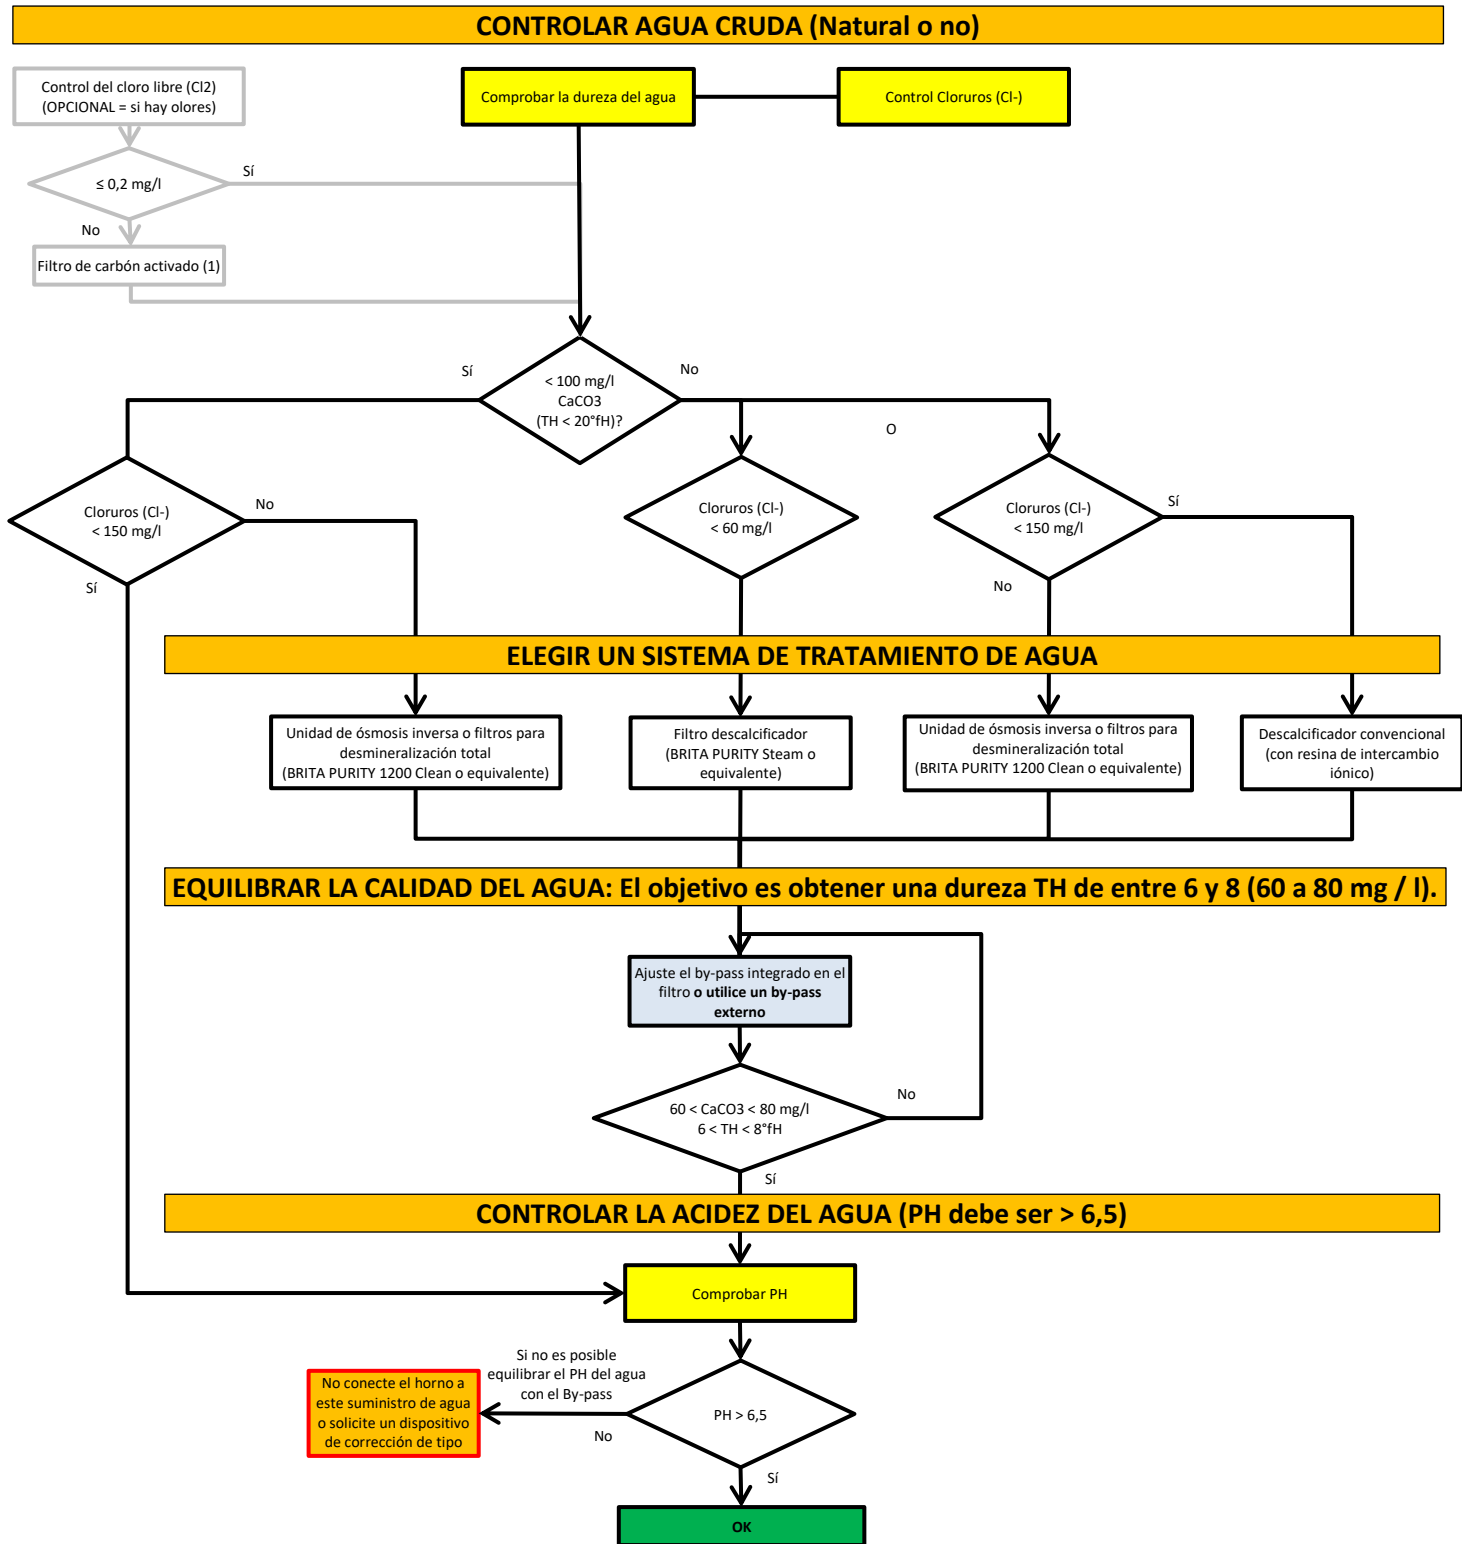 CONTROLAR AGUA CRUDA (Natural o no)
Control del cloro libre (Cl2)
(OPCIONAL = si hay olores)
Comprobar la dureza del agua
Control Cloruros (Cl-)
≤ 0,2 mg/l
Sí
No
Filtro de carbón activado (1)
Sí
< 100 mg/l
CaCO3
(TH < 20°fH)?
No
O
Cloruros (Cl-)
< 150 mg/l
No
Sí
Cloruros (Cl-)
< 60 mg/l
Cloruros (Cl-)
< 150 mg/l
Sí
No
ELEGIR UN SISTEMA DE TRATAMIENTO DE AGUA
Unidad de ósmosis inversa o filtros para
desmineralización total
(BRITA PURITY 1200 Clean o equivalente)
Filtro descalcificador
(BRITA PURITY Steam o
equivalente)
Unidad de ósmosis inversa o filtros para
desmineralización total
(BRITA PURITY 1200 Clean o equivalente)
Descalcificador convencional
(con resina de intercambio
iónico)
EQUILIBRAR LA CALIDAD DEL AGUA: El objetivo es obtener una dureza TH de entre 6 y 8 (60 a 80 mg / l).
Ajuste el by-pass integrado en el
filtro o utilice un by-pass
externo
60 < CaCO3 < 80 mg/l
6 < TH < 8°fH
No
Sí
CONTROLAR LA ACIDEZ DEL AGUA (PH debe ser > 6,5)
Comprobar PH
Si no es posible
equilibrar el PH del agua
con el By-pass
No conecte el horno a
este suministro de agua
o solicite un dispositivo
de corrección de tipo
No
PH > 6,5
Sí
OK